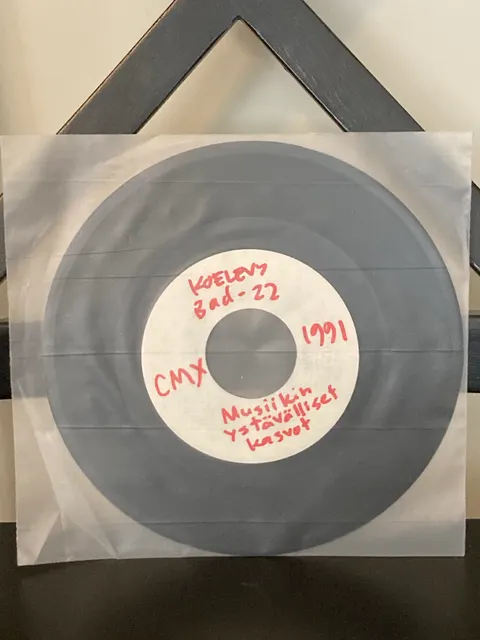 KOELEVY
Bad-22
1991
CMX
Musiikin
ystävälliset
kasvot